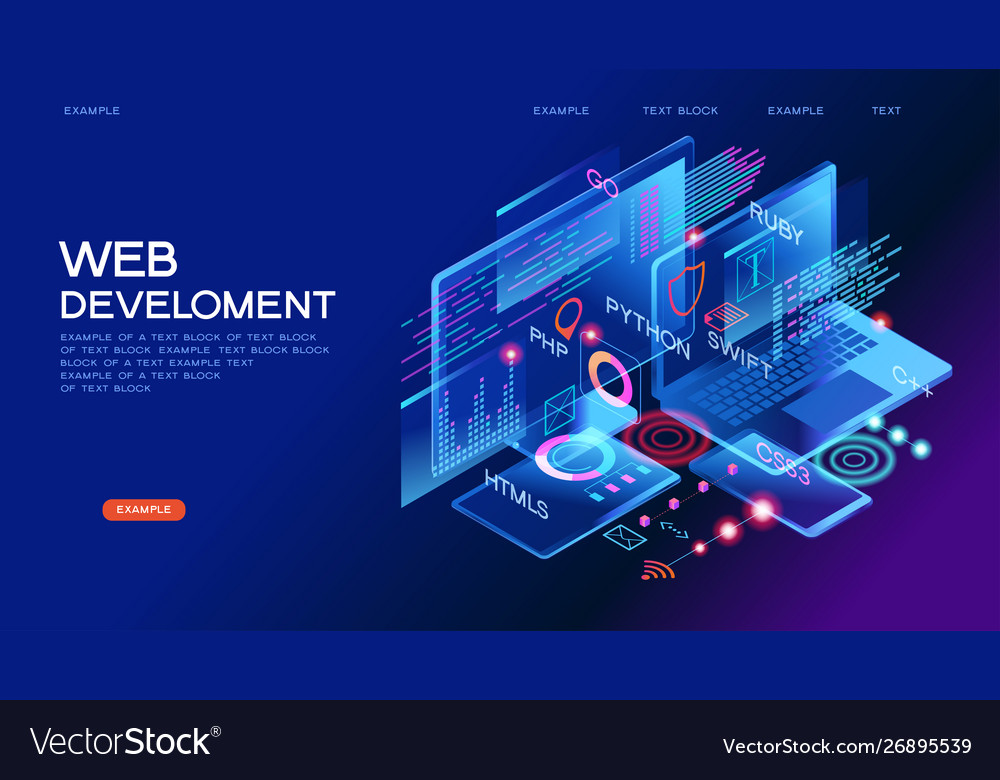 EXAMPLE
EXAMPLE TEXT BLOCK EXAMPLE TEXT
WEB
DEVELOMENT
EXAMPLE OF A TEXT BLOCK OF TEXT BLOCK
OF TEXT BLOCK EXAMPLE TEXT BLOCK BLOCK
BLOCK OF A TEXT EXAMPLE TEXT
EXAMPLE OF A TEXT BLOCK
OF TEXT BLOCK
EXAMPLE
GO
RUBY
T
PYTHON
PHP
SWIFT
C++
CSS3
HTMLS
VectorStock®
VectorStock.com/26895539